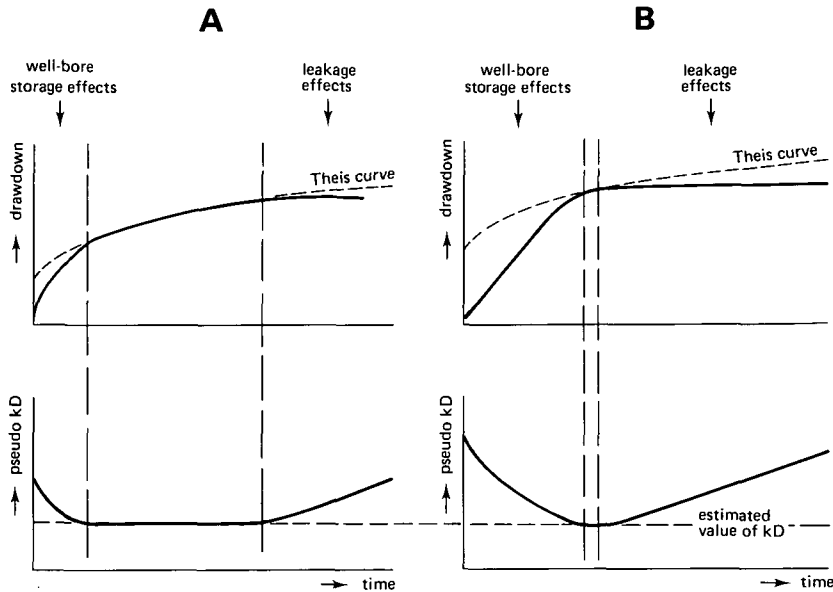 A
B
well-bore
storage effects
leakage
effects
well-bore
storage effects
leakage
effects
drawdown
Theis curve
drawdown
Theis curve
pseudo kD
pseudo kD
estimated
value of kD
time
time